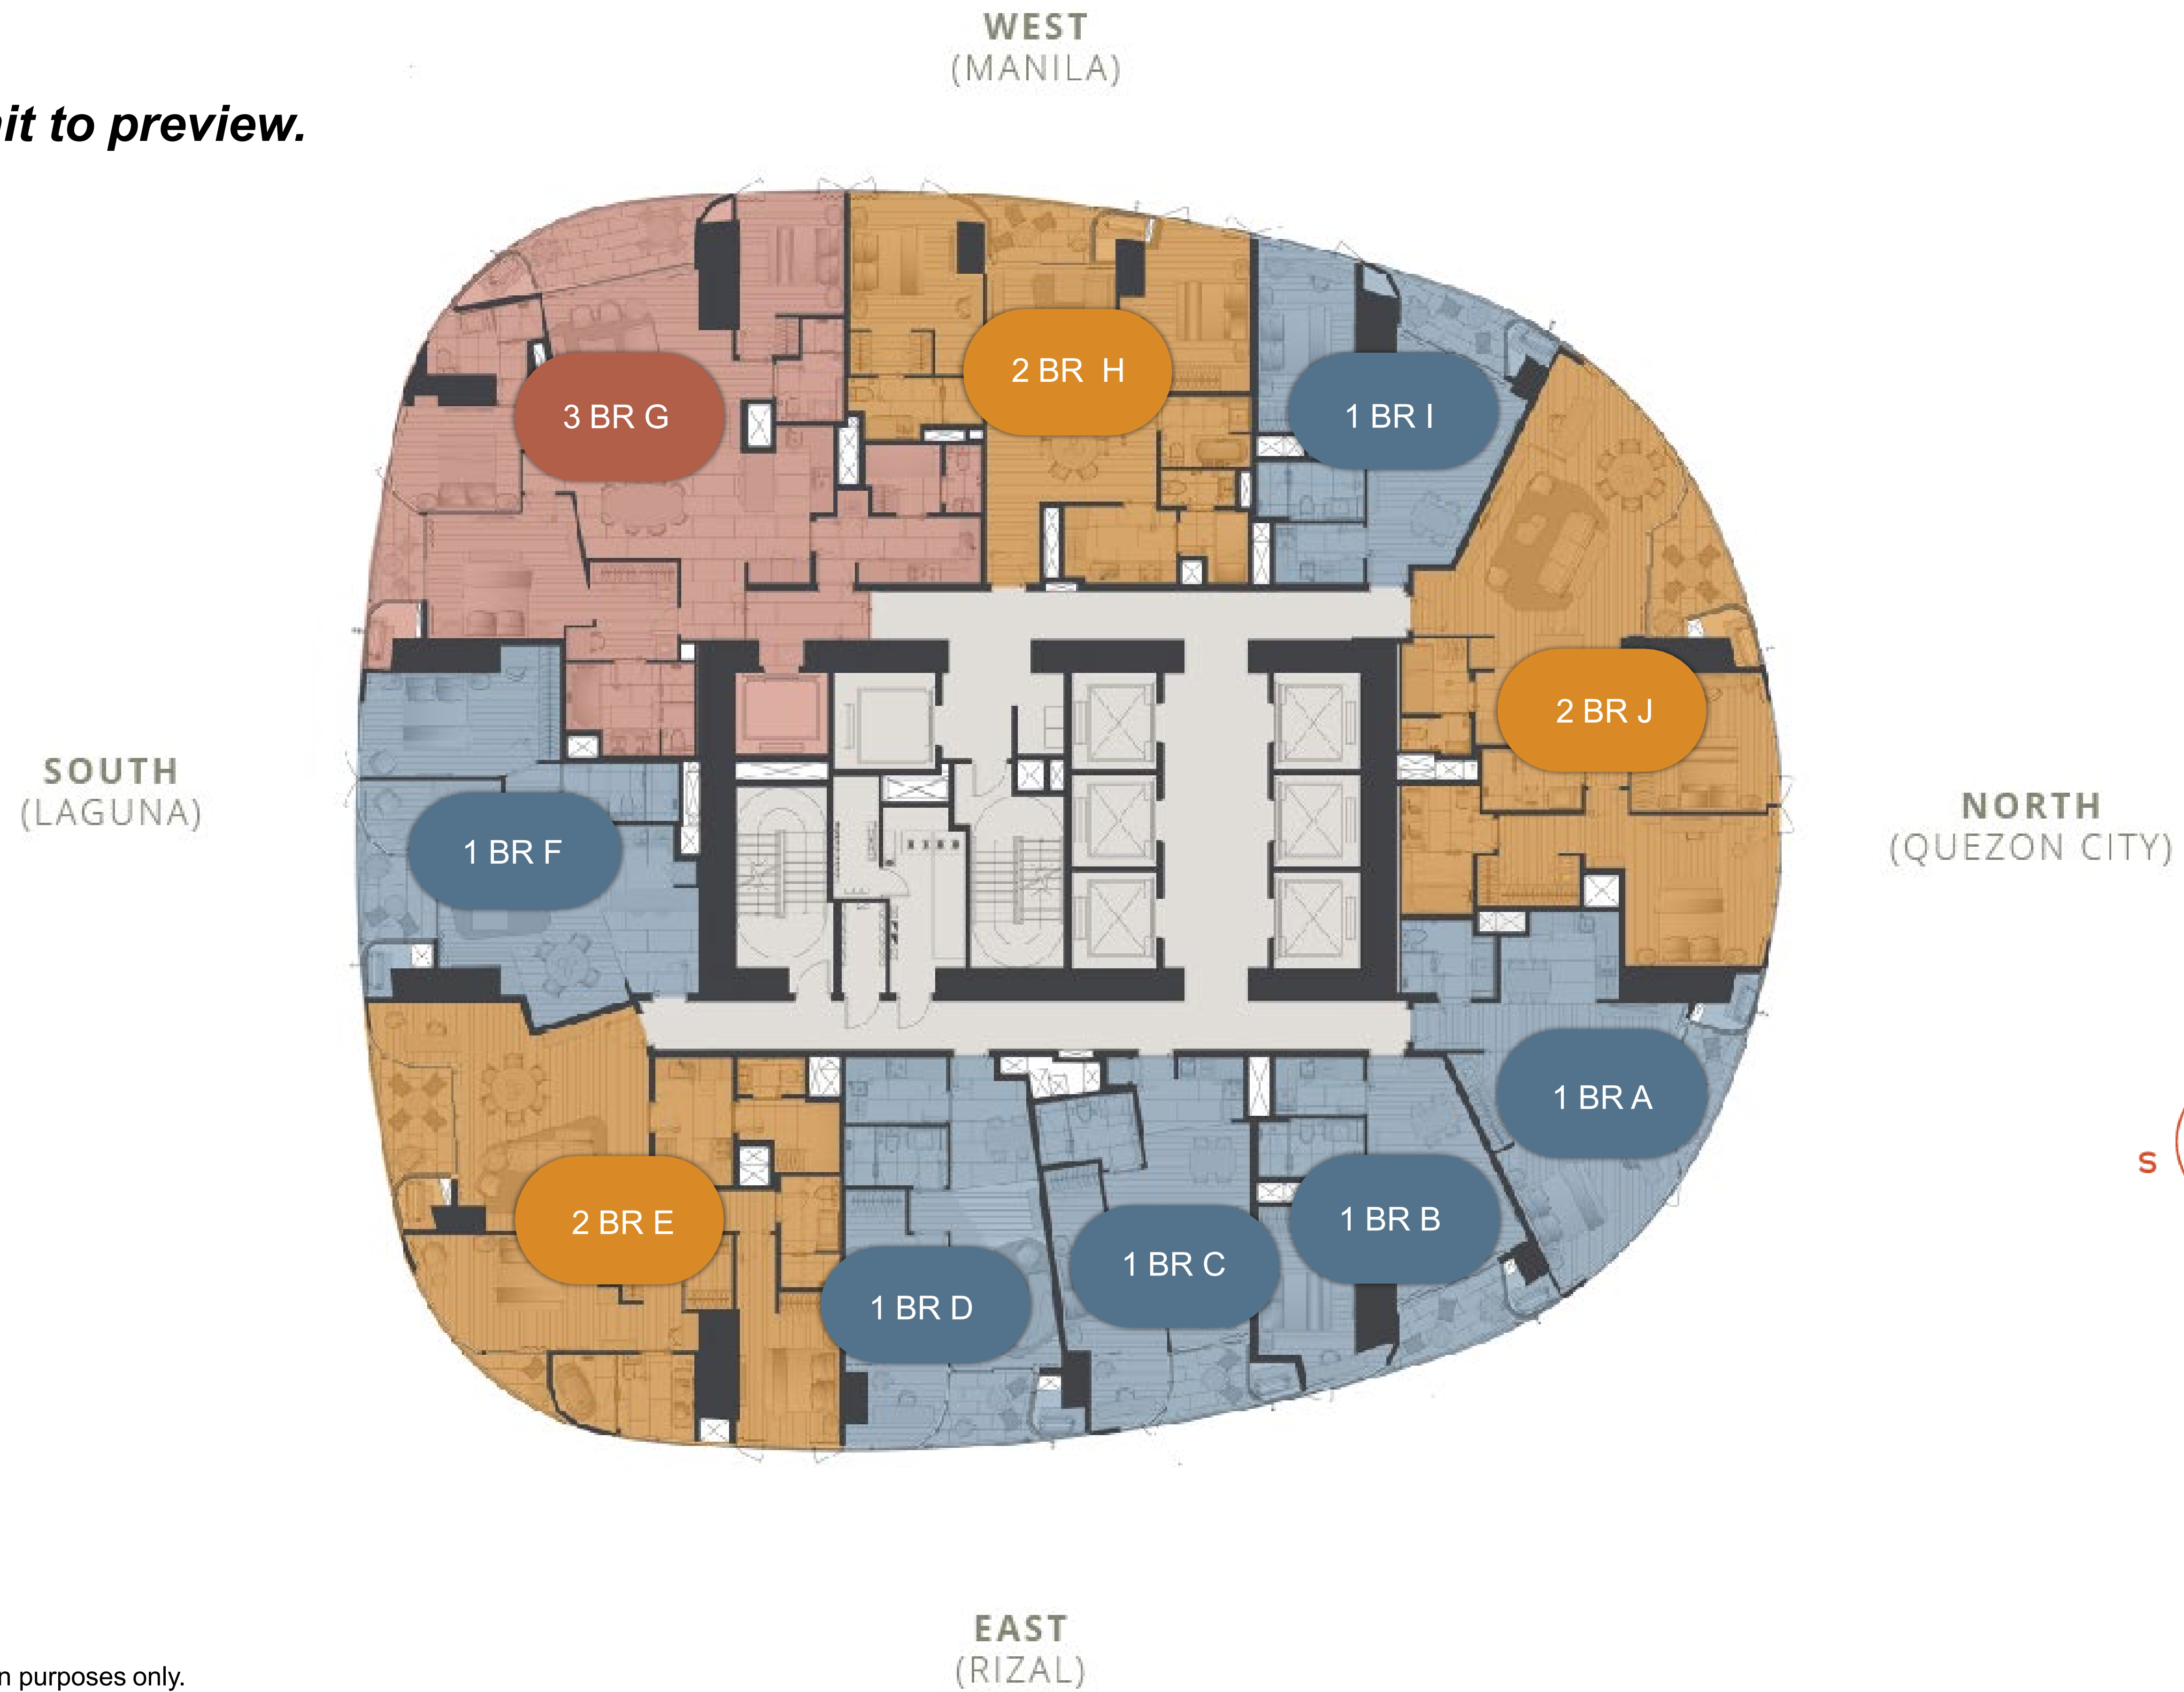 WEST
(MANILA)
it to preview.
3 BR G
2 BR H
1 BR I
2 BR J
SOUTH
(LAGUNA)
NORTH
(QUEZON CITY)
1 BR F
1 BR A
S
2 BR E
1 BR D
1 BR C
1 BR B
EAST
(RIZAL)
n purposes only.